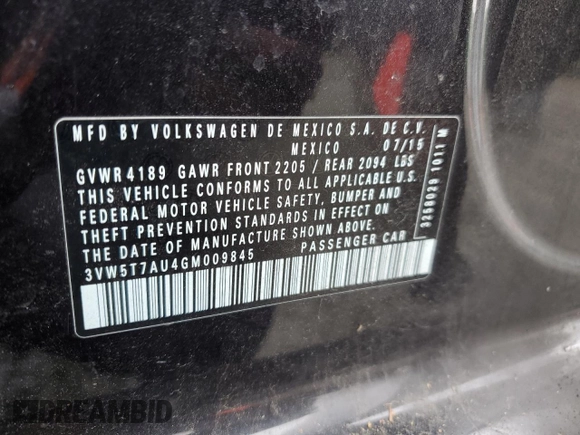 MFD BY VOLKSWAGEN DE MEXICO S.A. DE C.V.
MEXICO 07/15
GVWR 4189 GAWR FRONT 2205 / REAR 2094 LBS
THIS VEHICLE CONFORMS TO ALL APPLICABLE U.S.
FEDERAL MOTOR VEHICLE SAFETY, BUMPER AND
THEFT PREVENTION STANDARDS IN EFFECT ON
THE DATE OF MANUFACTURE SHOWN ABOVE.
3VW5T7AU4GM009845 PASSENGER CAR
1011 M
DREAMBID